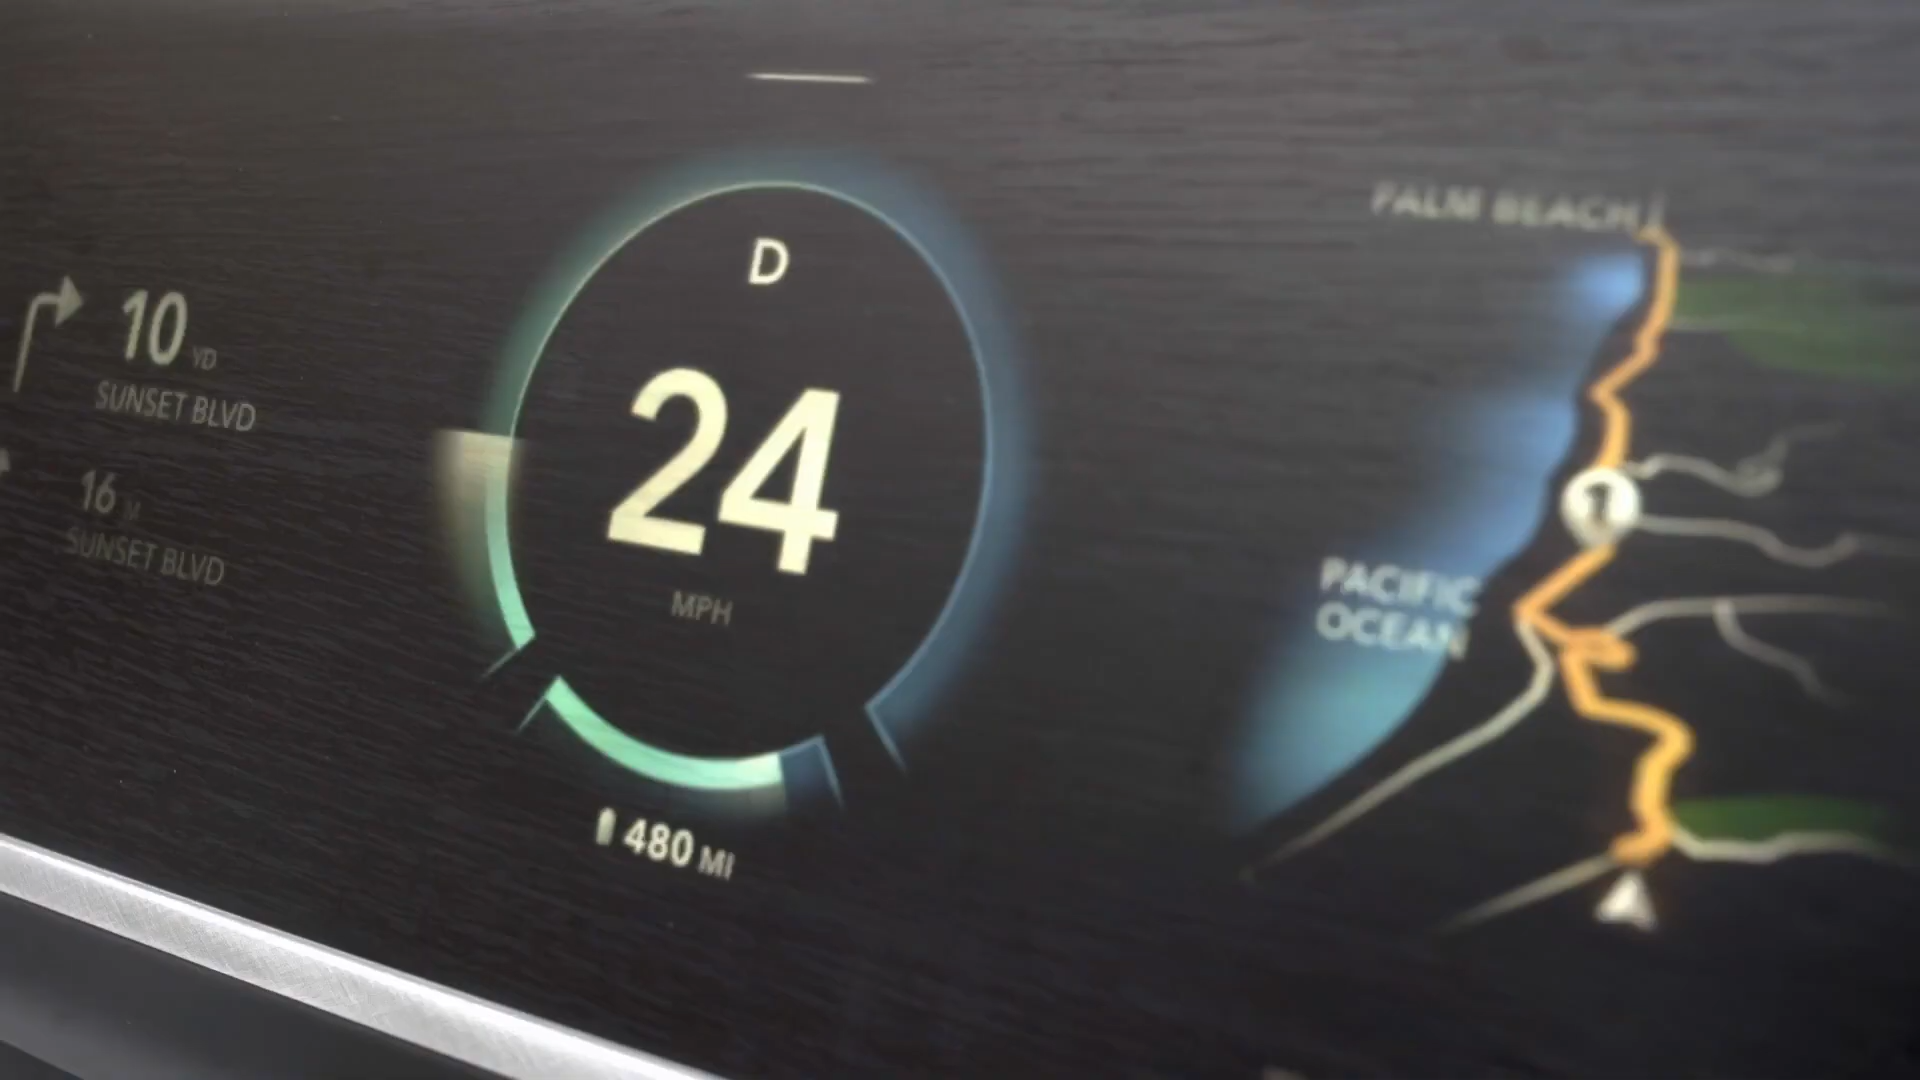 10 YD
SUNSET BLVD
16 M
SUNSET BLVD
D
24
MPH
480 MI
PALM BEACH
PACIFIC
OCEAN